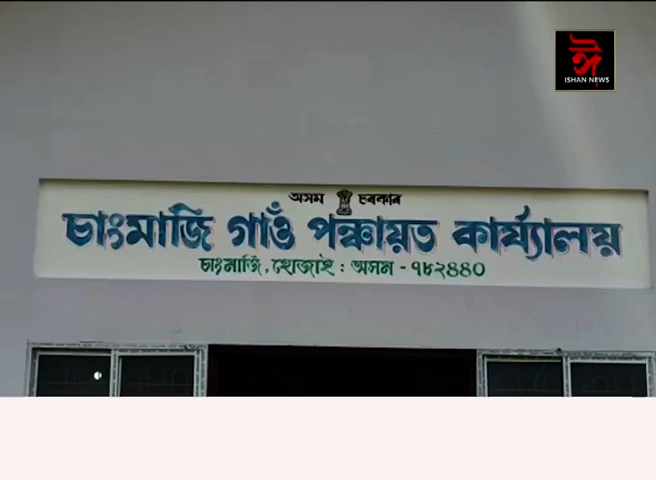 ঈ
ISHAN NEWS
অসম চৰকাৰ
চাংমাজি গাওঁ পঞ্চায়ত কাৰ্য্যালয়
চাংমাজি, হোজাই : অসম - ৭৮২৪৪০